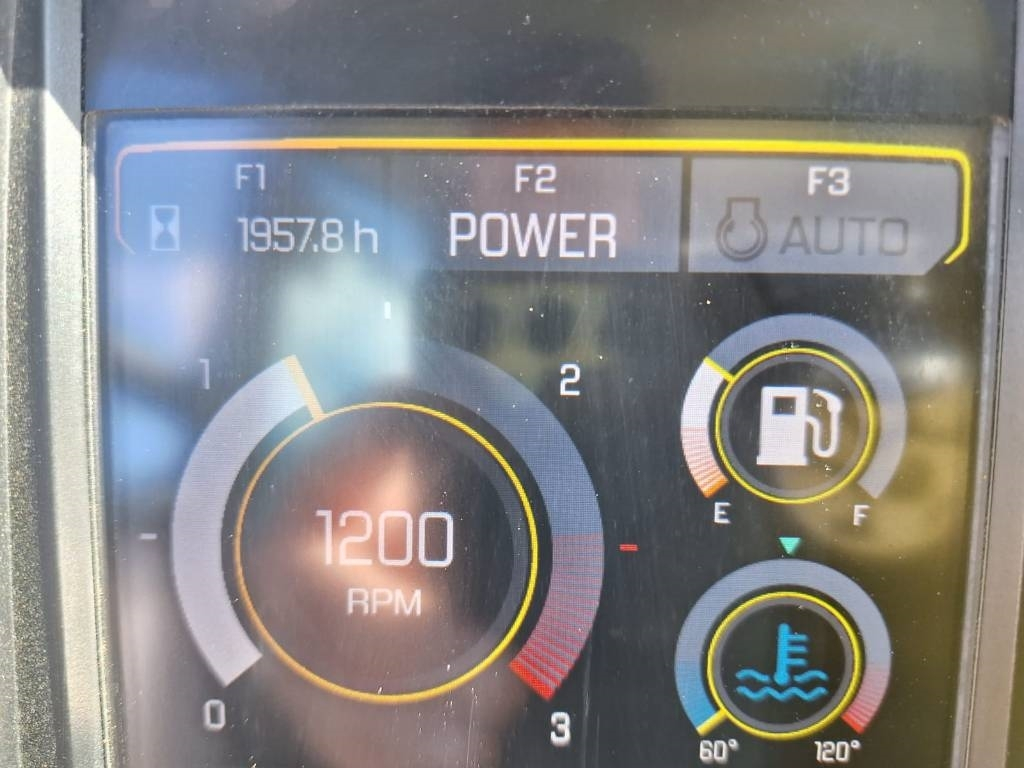 F1 F2 F3
1957.8 h POWER AUTO
1 2
1200
RPM
E F
0 3
60° 120°